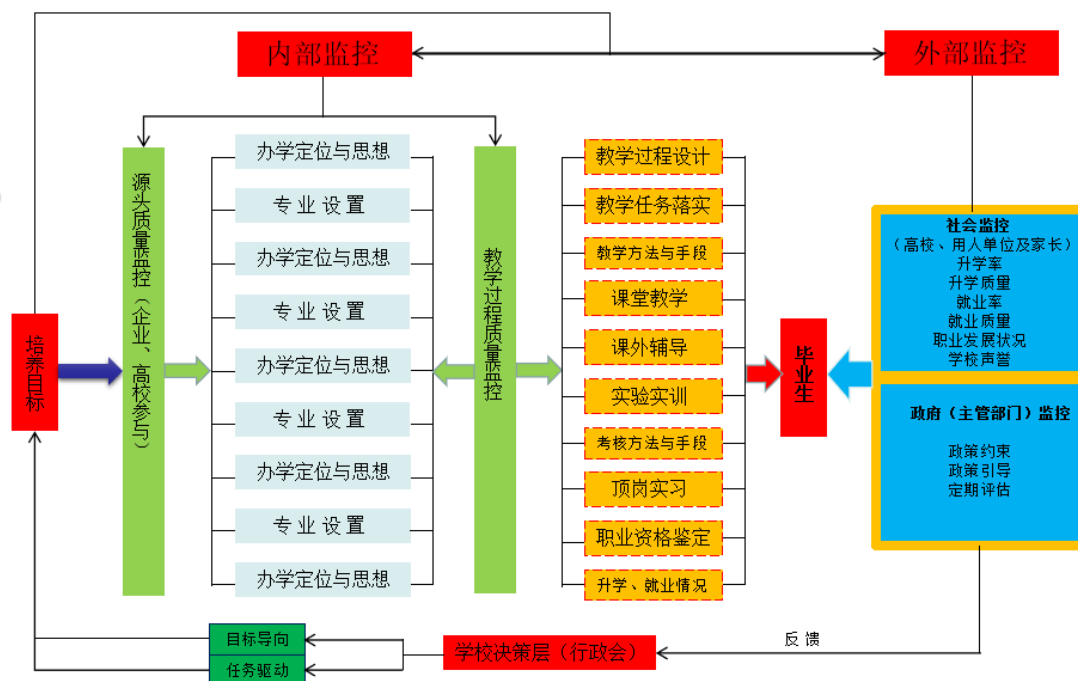 内部监控
外部监控
源头质量监控（企业、高校参与）
办学定位与思想
专业设置
办学定位与思想
专业设置
办学定位与思想
专业设置
办学定位与思想
专业设置
办学定位与思想
教学过程质量监控
教学过程设计
教学任务落实
教学方法与手段
课堂教学
课外辅导
实验实训
考核方法与手段
顶岗实习
职业资格鉴定
升学、就业情况
培养目标
毕业生
社会监控
（高校、用人单位及家长）
升学率
升学质量
就业率
就业质量
职业发展状况
学校声誉
政府（主管部门）监控
政策约束
政策引导
定期评估
目标导向
任务驱动
学校决策层（行政会）
反馈